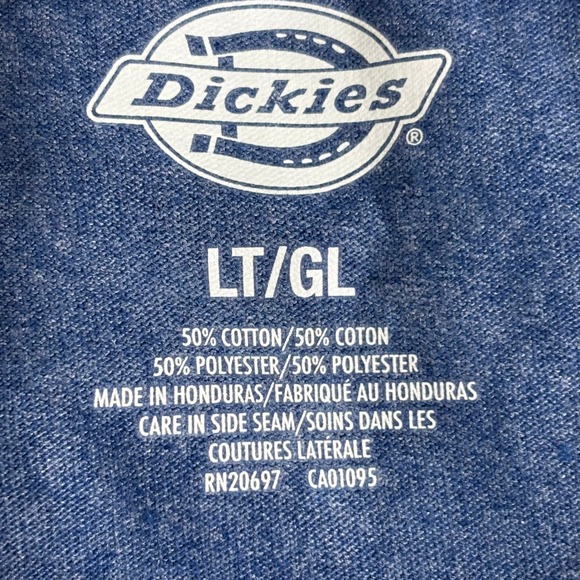 Dickies
®
LT/GL
50% COTTON/50% COTON
50% POLYESTER/50% POLYESTER
MADE IN HONDURAS/FABRIQUÉ AU HONDURAS
CARE IN SIDE SEAM/SOINS DANS LES
COUTURES LATÉRALE
RN20697 CA01095